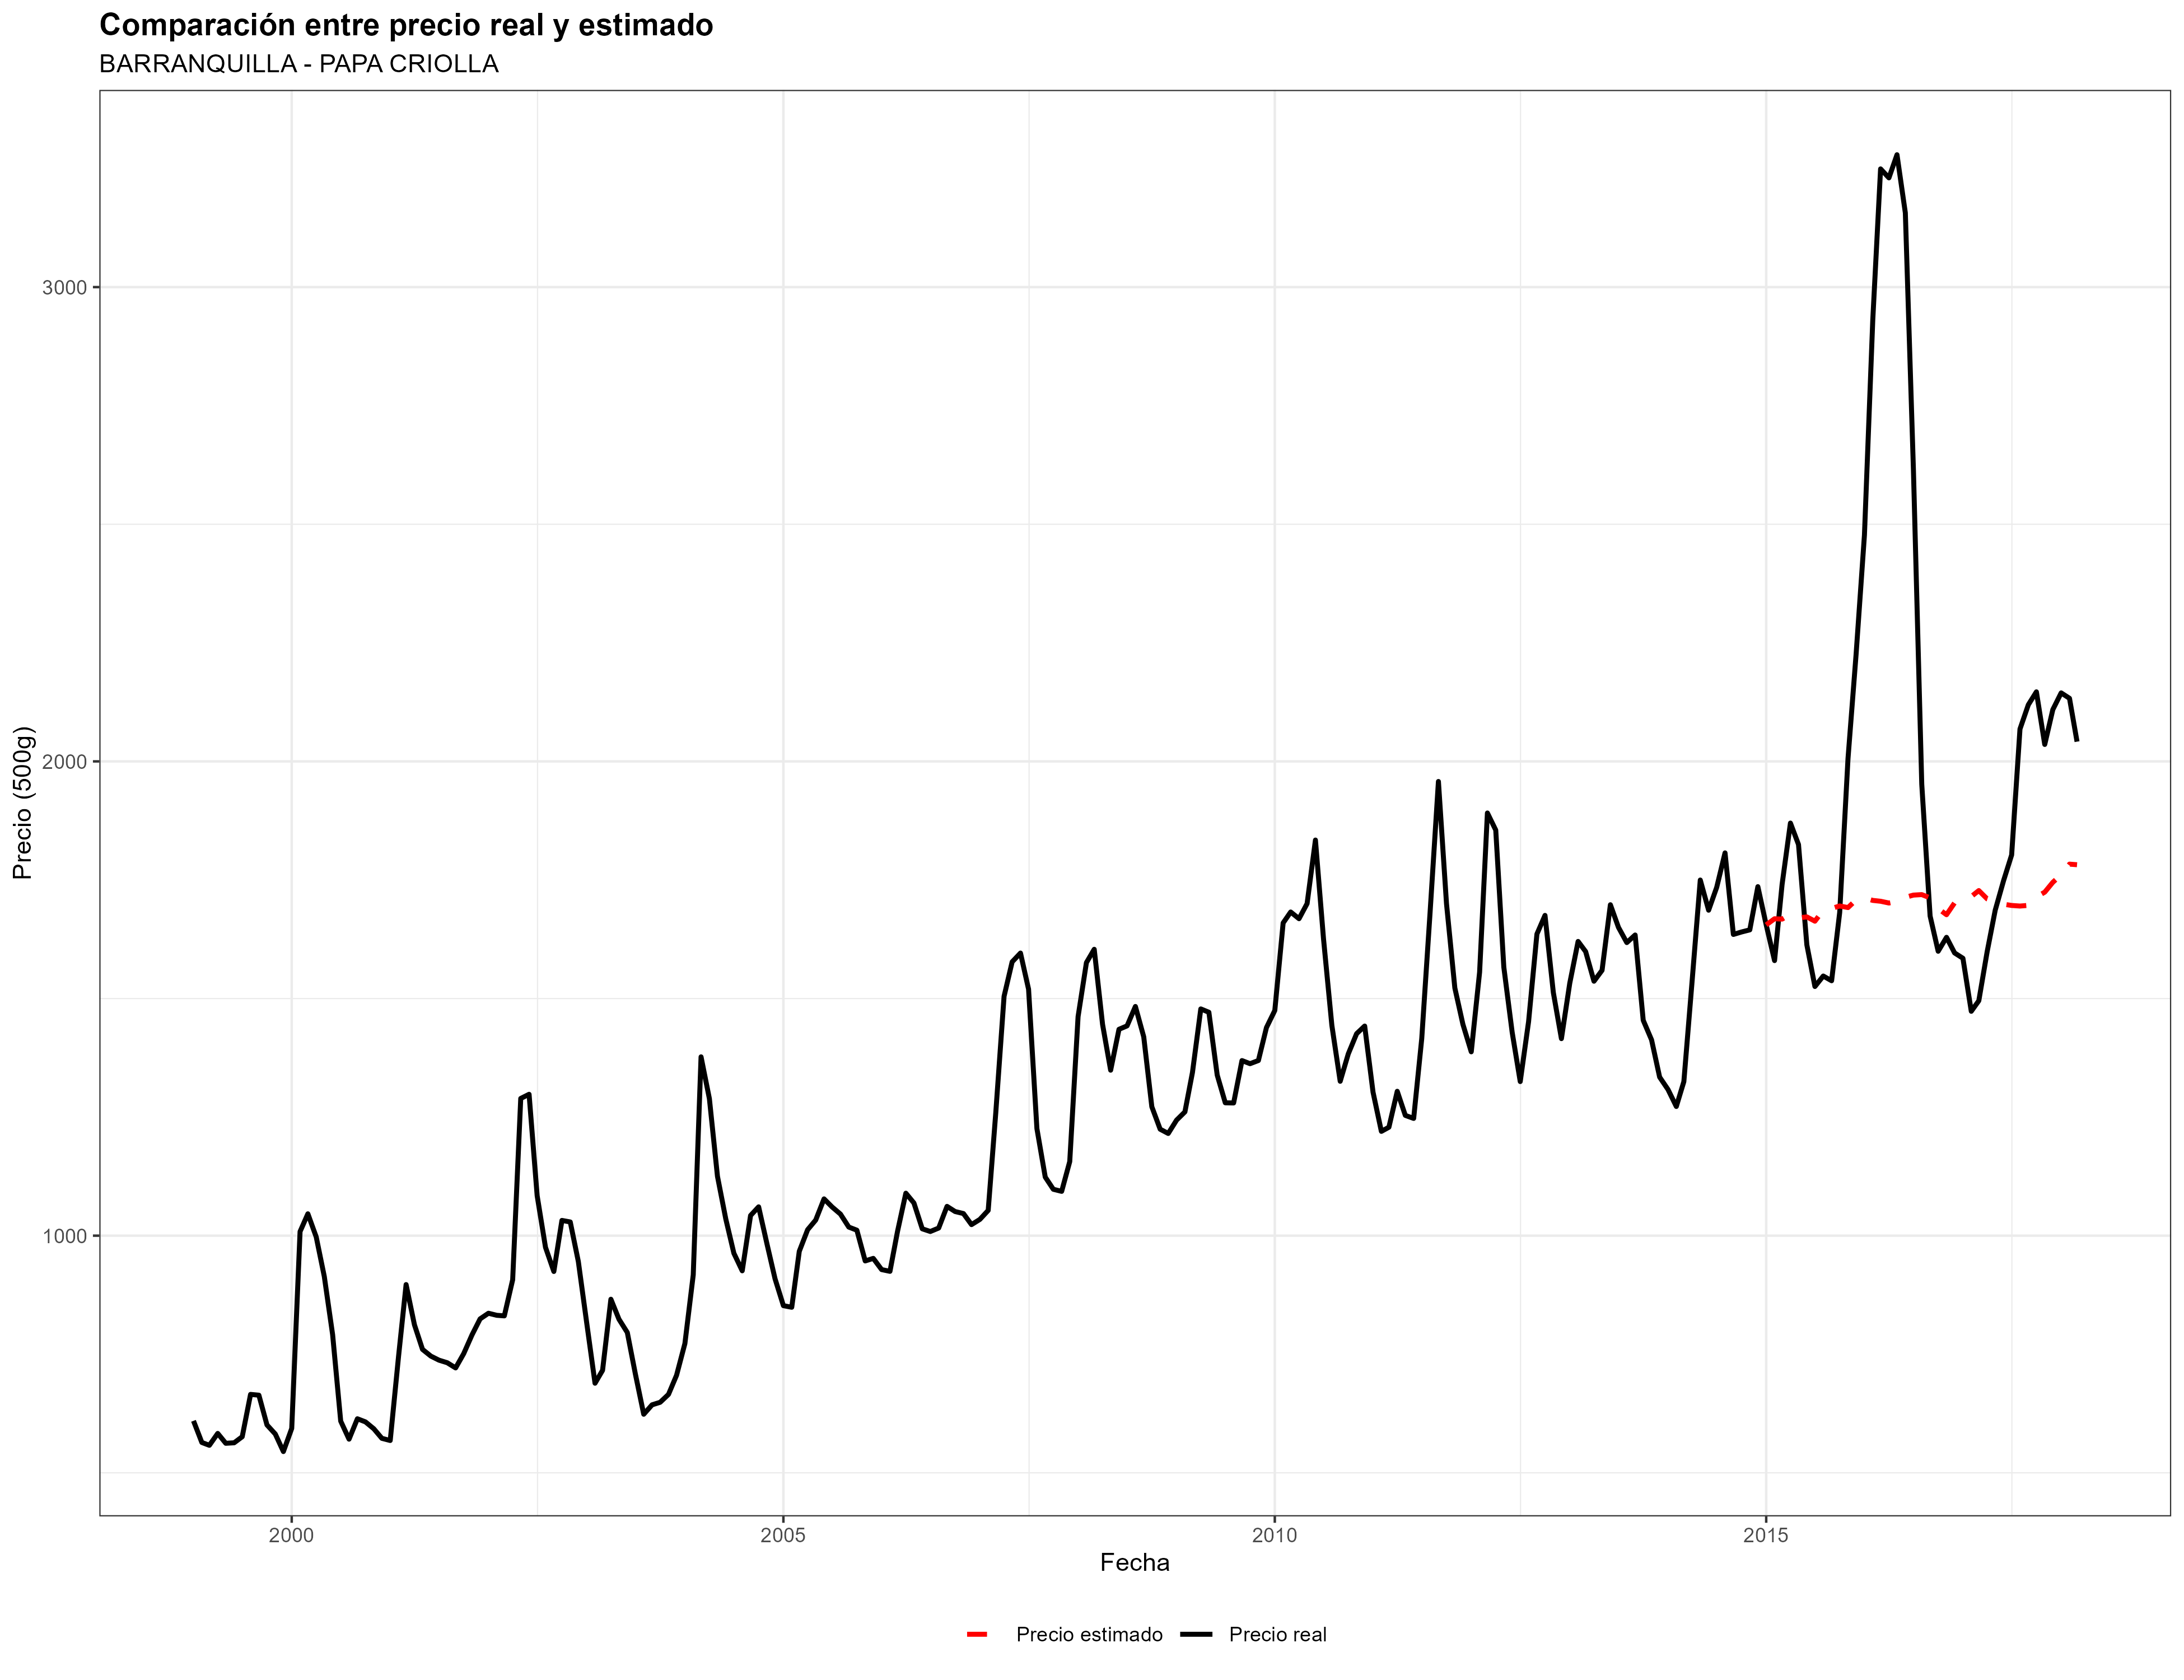 Comparación entre precio real y estimado
BARRANQUILLA - PAPA CRIOLLA
Precio (500g)
3000
2000
1000
2000
2005
2010
2015
Fecha
Precio estimado
Precio real